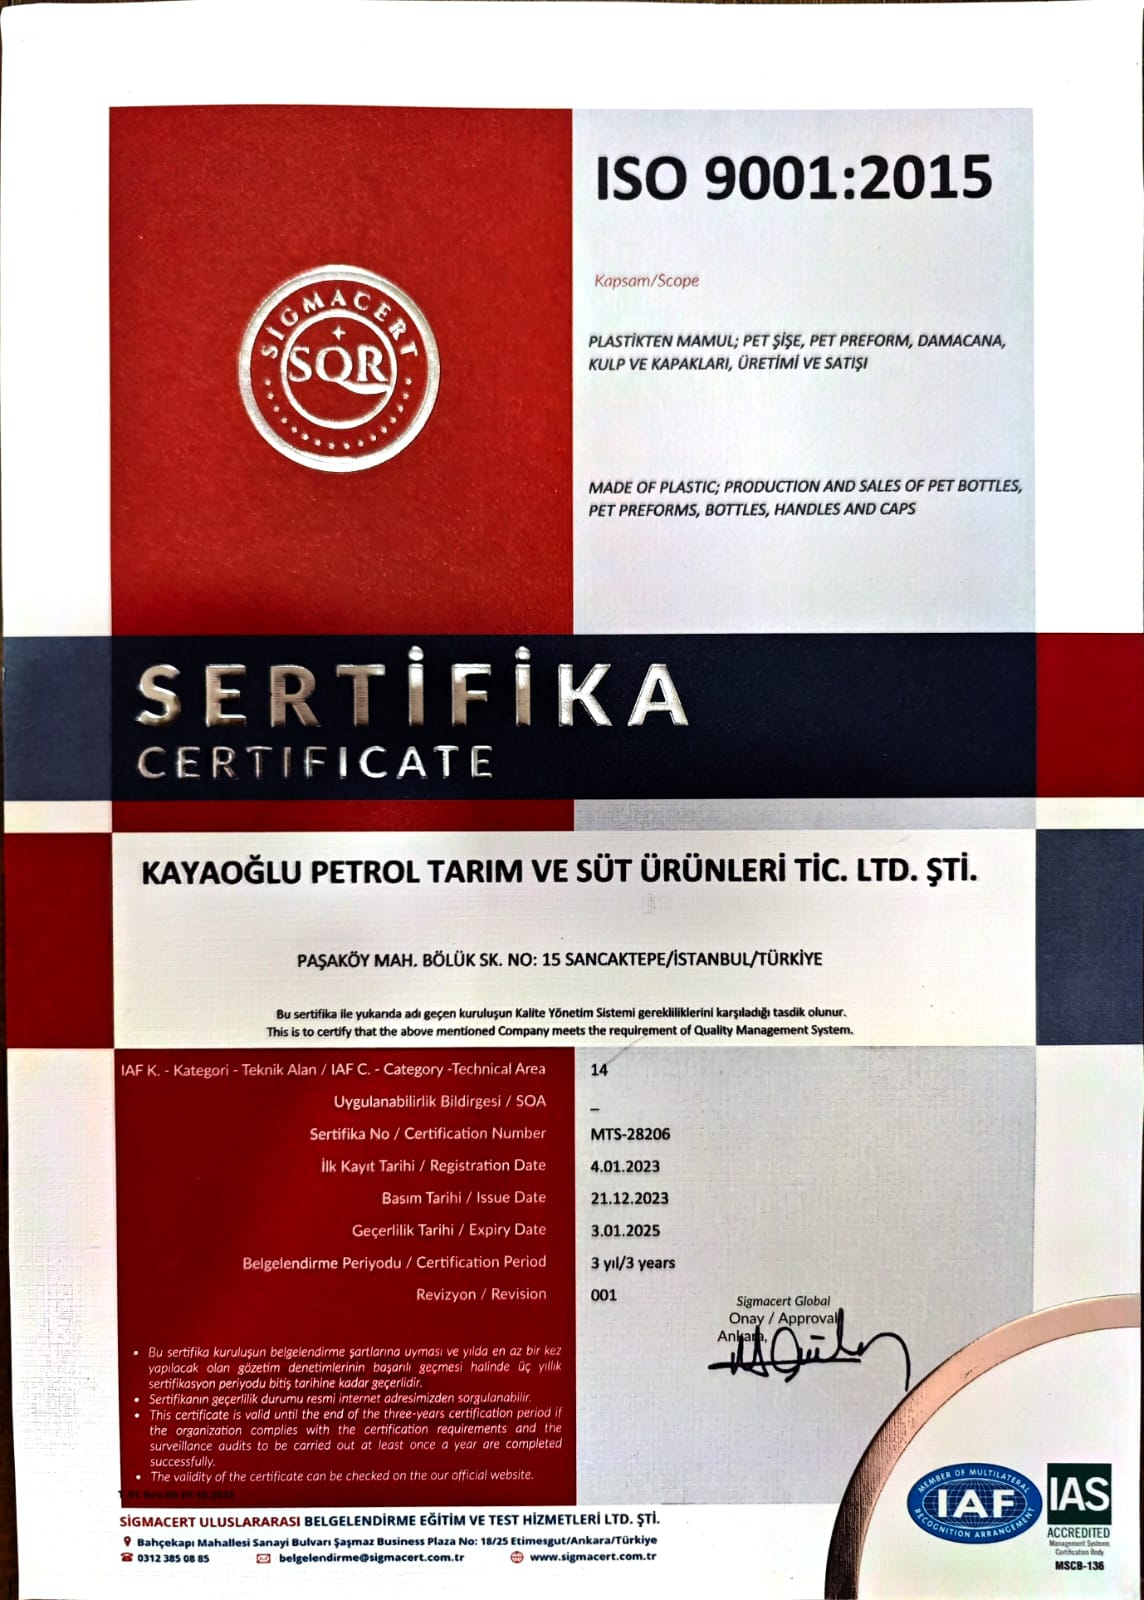 ISO 9001:2015
Kapsam/Scope
SİGMACERT
SQR
PLASTİKTEN MAMUL; PET ŞİŞE, PET PREFORM, DAMACANA,
KULP VE KAPAKLARI, ÜRETİMİ VE SATIŞI
MADE OF PLASTIC; PRODUCTION AND SALES OF PET BOTTLES,
PET PREFORMS, BOTTLES, HANDLES AND CAPS
SERTİFİKA
CERTIFICATE
KAYAOĞLU PETROL TARIM VE SÜT ÜRÜNLERİ TİC. LTD. ŞTİ.
PAŞAKÖY MAH. BÖLÜK SK. NO: 15 SANCAKTEPE/İSTANBUL/TÜRKİYE
Bu sertifika ile yukarıda adı geçen kuruluşun Kalite Yönetim Sistemi gerekliliklerini karşıladığı tasdik olunur.
This is to certify that the above mentioned Company meets the requirement of Quality Management System.
IAF K. - Kategori - Teknik Alan / IAF C. - Category -Technical Area 14
Uygulanabilirlik Bildirgesi / SOA _
Sertifika No / Certification Number MTS-28206
İlk Kayıt Tarihi / Registration Date 4.01.2023
Basım Tarihi / Issue Date 21.12.2023
Geçerlilik Tarihi / Expiry Date 3.01.2025
Belgelendirme Periyodu / Certification Period 3 yıl/3 years
Revizyon / Revision 001
Sigmacert Global
Onay / Approval
Ankara,
• Bu sertifika kuruluşun belgelendirme şartlarına uyması ve yılda en az bir kez
yapılacak olan gözetim denetimlerinin başarılı geçmesi halinde üç yıllık
sertifikasyon periyodu bitiş tarihine kadar geçerlidir.
• Sertifikanın geçerlilik durumu resmi internet adresimizden sorgulanabilir.
• This certificate is valid until the end of the three-years certification period if
the organization complies with the certification requirements and the
surveillance audits to be carried out at least once a year are completed
successfully.
• The validity of the certificate can be checked on the our official website.
SİGMACERT ULUSLARARASI BELGELENDİRME EĞİTİM VE TEST HİZMETLERİ LTD. ŞTİ.
Bahçekapı Mahallesi Sanayi Bulvarı Şaşmaz Business Plaza No: 18/25 Etimesgut/Ankara/Türkiye
0312 385 08 85 belgelendirme@sigmacert.com.tr www.sigmacert.com.tr
MEMBER OF MULTILATERAL
IAF
RECOGNITION ARRANGEMENT
IAS
ACCREDITED
Management Systems
Certification Body
MSCB-136